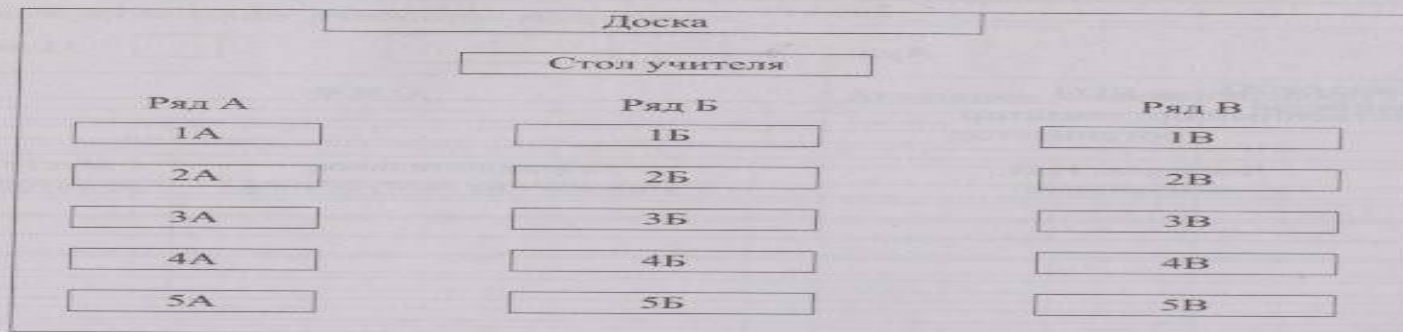 Доска
Стол учителя
Ряд А Ряд Б Ряд В
1А 1Б 1В
2А 2Б 2В
3А 3Б 3В
4А 4Б 4В
5А 5Б 5В